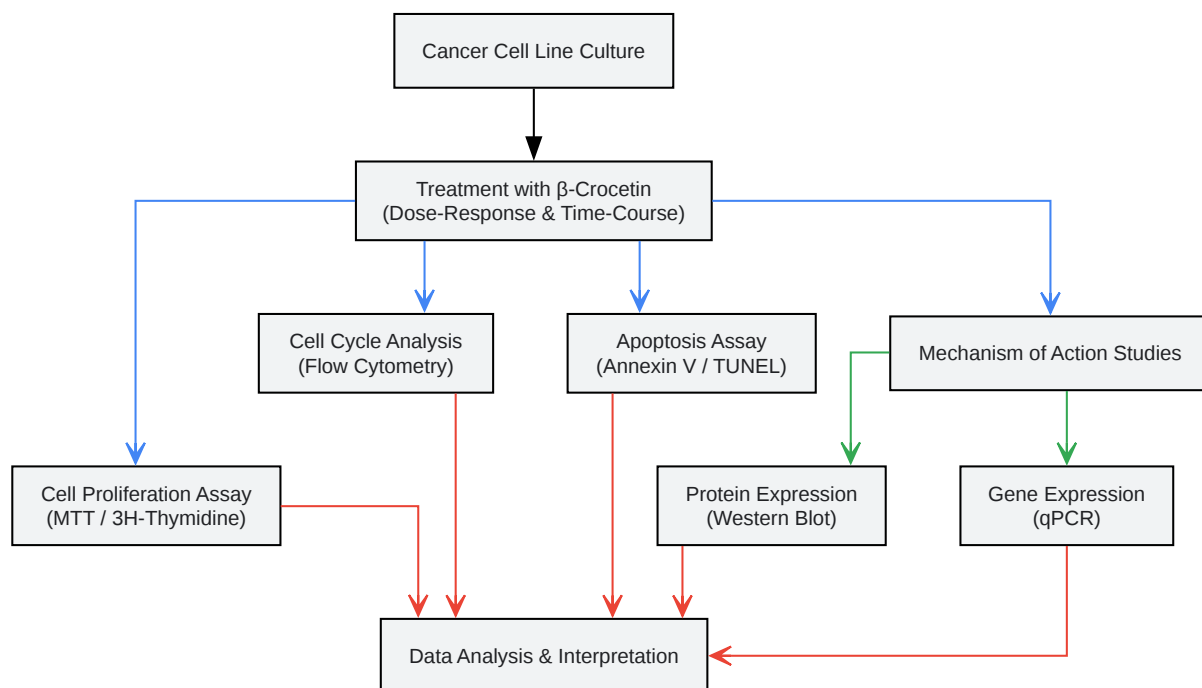 Cancer Cell Line Culture
Treatment with β-Crocetin
(Dose-Response & Time-Course)
Cell Cycle Analysis
(Flow Cytometry)
Apoptosis Assay
(Annexin V / TUNEL)
Mechanism of Action Studies
Cell Proliferation Assay
(MTT / 3H-Thymidine)
Protein Expression
(Western Blot)
Gene Expression
(qPCR)
Data Analysis & Interpretation